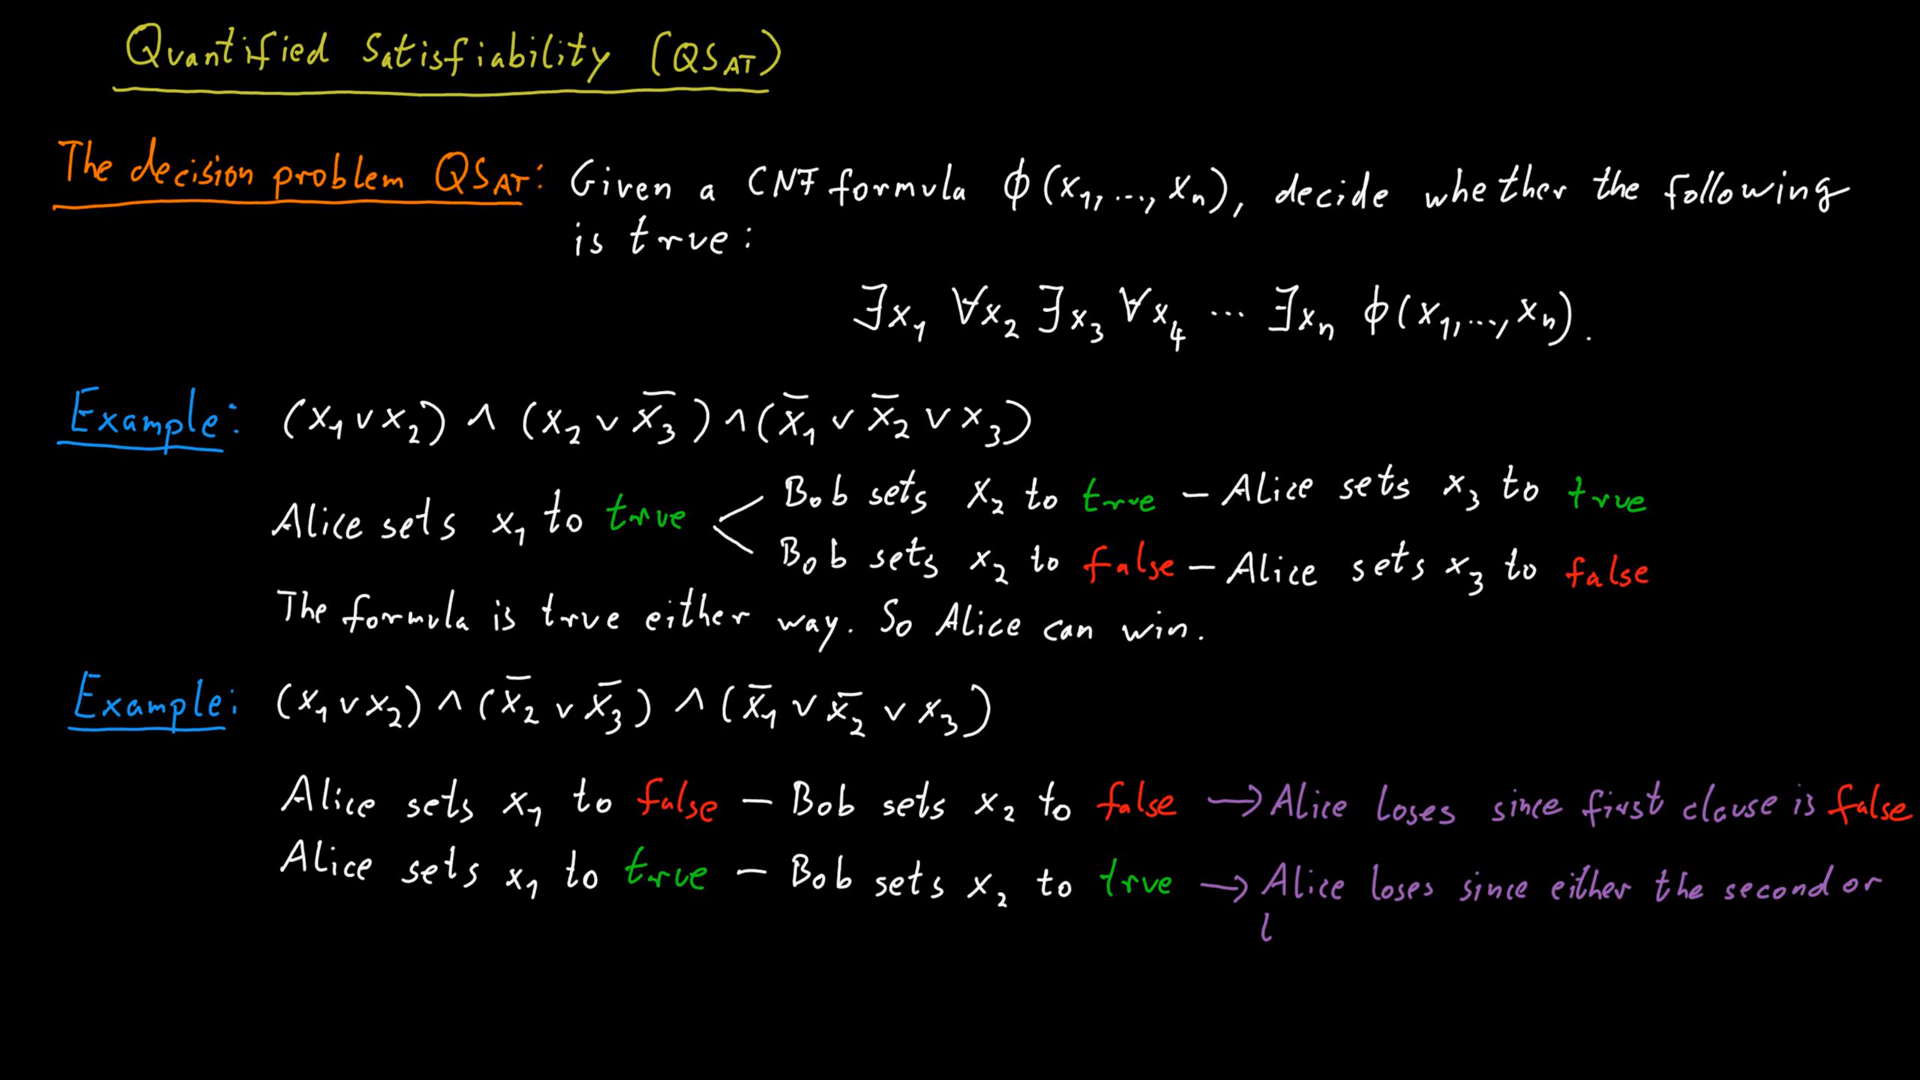 Quantified Satisfiability (QSAT)
The decision problem QSAT: Given a CNF formula ϕ(x₁,...,xₙ), decide whether the following
is true:
∃x₁ ∀x₂ ∃x₃ ∀x₄ ... ∃xₙ ϕ(x₁,...,xₙ).
Example: (x₁ ∨ x₂) ∧ (x₂ ∨ x̅₃) ∧ (x̅₁ ∨ x̅₂ ∨ x₃)
Alice sets x₁ to true < Bob sets x₂ to true – Alice sets x₃ to true
Bob sets x₂ to false – Alice sets x₃ to false
The formula is true either way. So Alice can win.
Example: (x₁ ∨ x₂) ∧ (x̅₂ ∨ x̅₃) ∧ (x̅₁ ∨ x̅₂ ∨ x₃)
Alice sets x₁ to false – Bob sets x₂ to false → Alice loses since first clause is false
Alice sets x₁ to true – Bob sets x₂ to true → Alice loses since either the second or
l